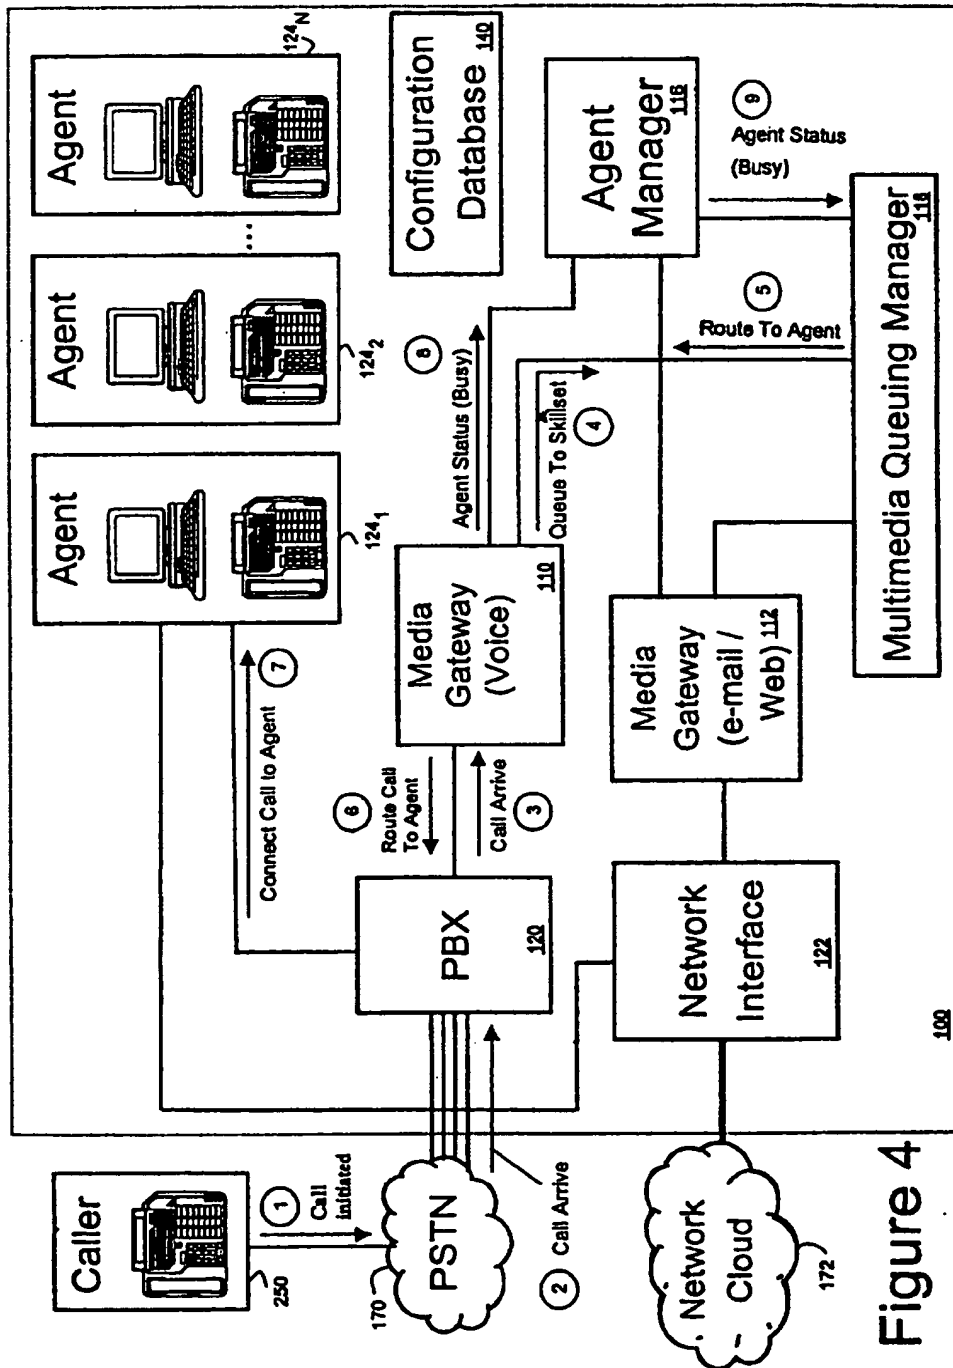 Caller
250
1
Call
initiated
170
PSTN
2
Call Arrive
Network
Cloud
172
Figure 4
Agent
124₁
Agent
124₂
...
Agent
124N
7
Connect Call to Agent
PBX
120
6
Route Call
To Agent
Call Arrive
3
Media
Gateway
(Voice)
110
8
Agent Status (Busy)
Queue To Skillset
4
Configuration
Database
140
Agent
Manager
116
9
Agent Status
(Busy)
5
Route To Agent
Network
Interface
122
Media
Gateway
(e-mail /
Web)
112
Multimedia Queuing Manager
118
100